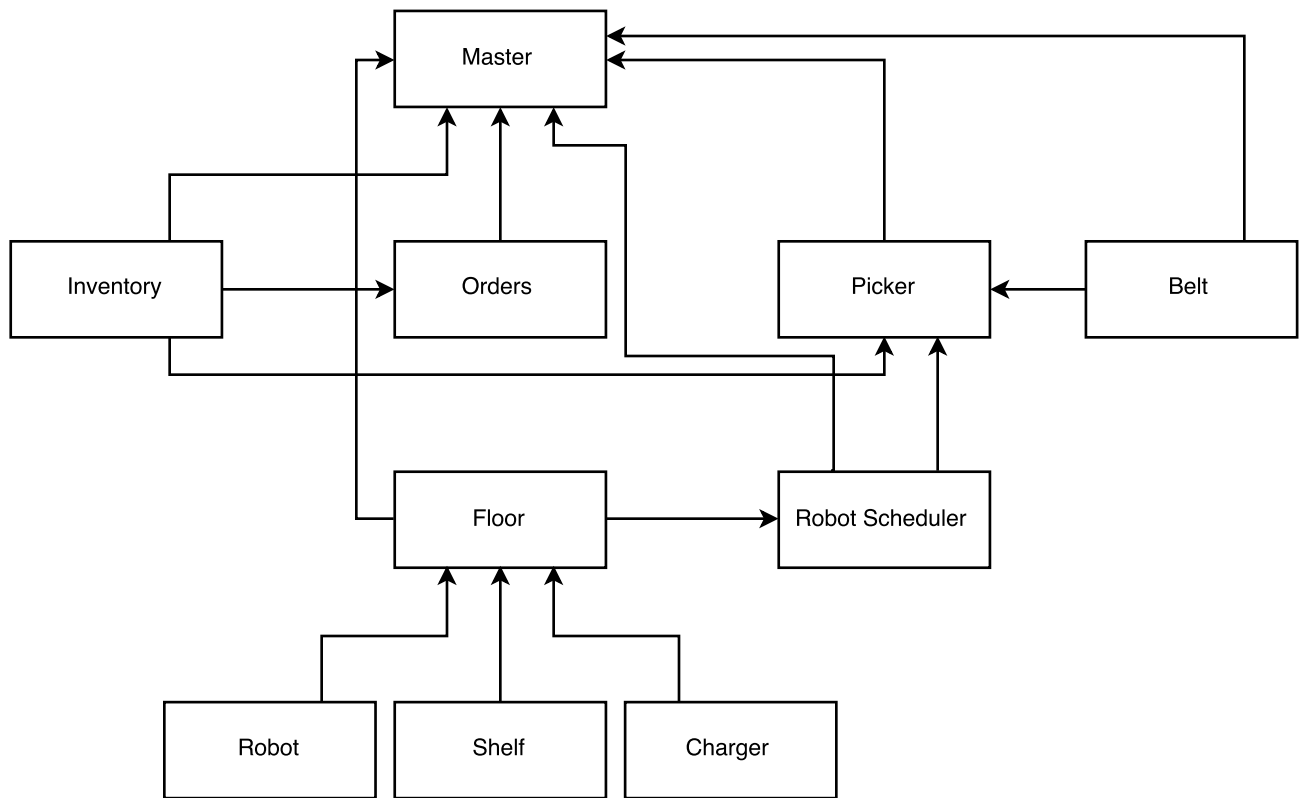 Master
Inventory
Orders
Picker
Belt
Floor
Robot Scheduler
Robot
Shelf
Charger